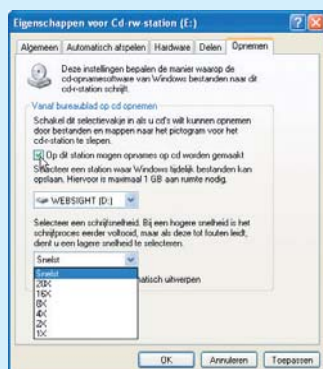 Eigenschappen voor Cd-rw-station (E:)
Algemeen Automatisch afspelen Hardware Delen Opnemen
Deze instellingen bepalen de manier waarop de
cd-opnamesoftware van Windows bestanden naar dit
cd-r-station schrijft.
Vanaf bureaublad op cd opnemen
Schakel dit selectievakje in als u cd's wilt kunnen opnemen
door bestanden en mappen naar het pictogram voor het
cd-r-station te slepen.
Op dit station mogen opnames op cd worden gemaakt
Selecteer een station waar Windows tijdelijk bestanden kan
opslaan. Hiervoor is maximaal 1 GB aan ruimte nodig.
WEBSIGHT (D:)
Selecteer een schrijfsnelheid. Bij een hogere snelheid is het
schrijfproces eerder voltooid, maar als deze tot fouten leidt,
dient u een lagere snelheid te selecteren.
Snelst
Snelst
20X
16X
8X
4X
2X
1X
atisch uitwerpen
OK Annuleren Toepassen